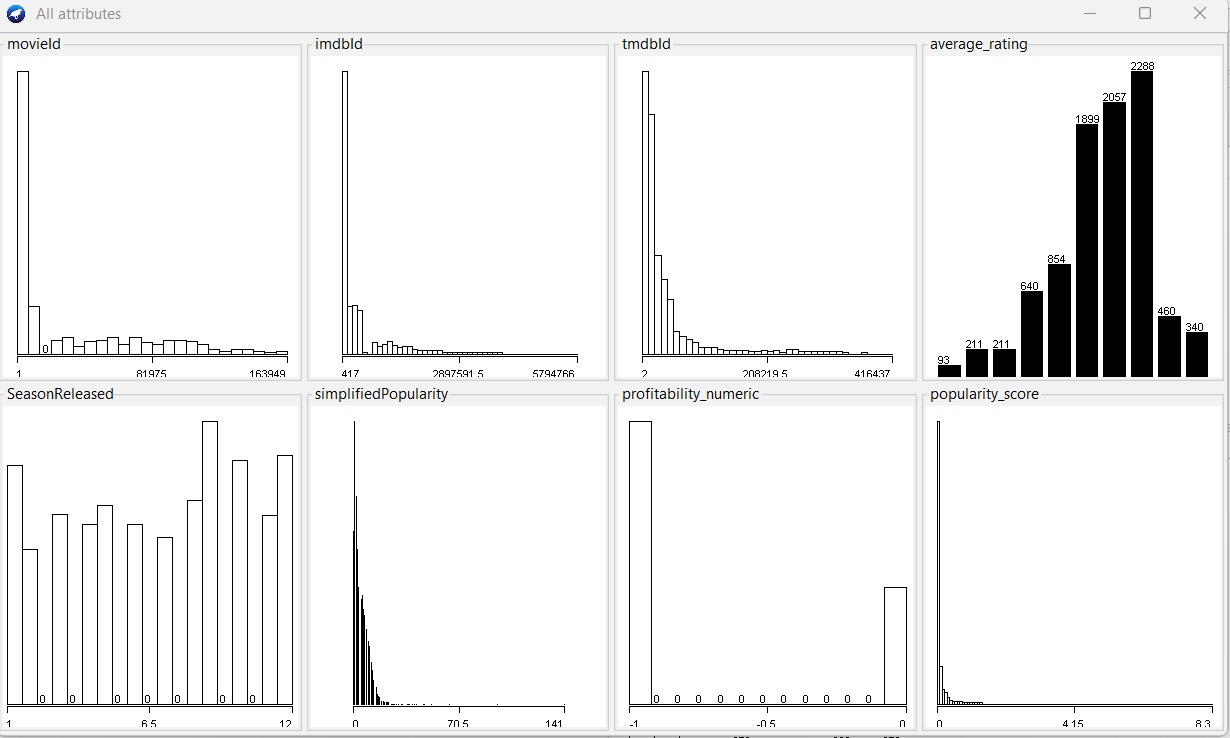 All attributes
movieId
0
1 81975 163949
imdbId
417 2897591.5 5794766
tmdbId
2 208219.5 416437
average_rating
93 211 211 640 854 1899 2057 2288 460 340
SeasonReleased
0 0 0 0 0 0 0
1 6.5 12
simplifiedPopularity
0 70.5 141
profitability_numeric
0 0 0 0 0 0 0 0 0 0 0
-1 -0.5 0
popularity_score
0 4.15 8.3